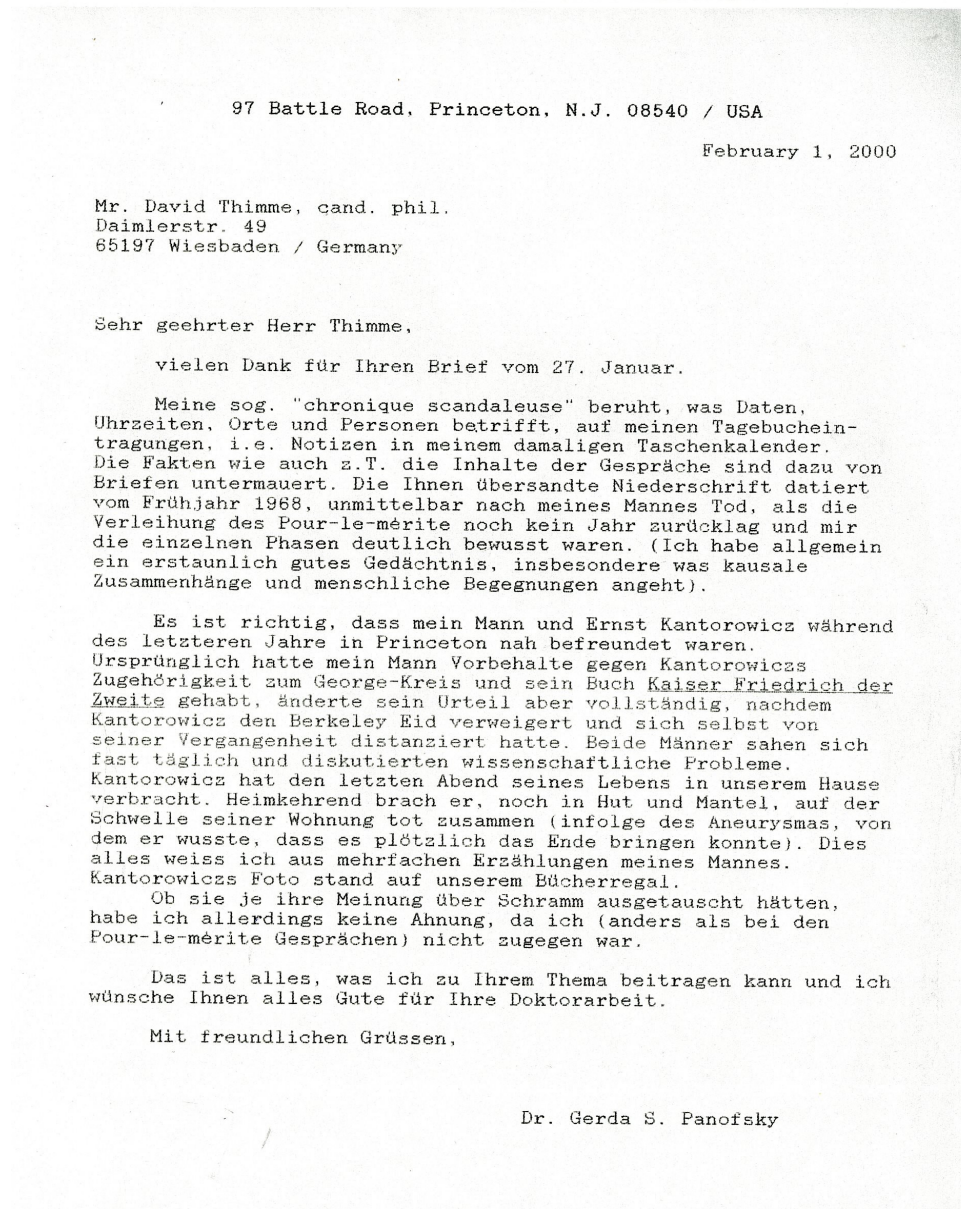 97 Battle Road, Princeton, N.J. 08540 / USA
February 1, 2000
Mr. David Thimme, cand. phil.
Daimlerstr. 49
65197 Wiesbaden / Germany
Sehr geehrter Herr Thimme,
vielen Dank für Ihren Brief vom 27. Januar.
Meine sog. "chronique scandaleuse" beruht, was Daten,
Uhrzeiten, Orte und Personen betrifft, auf meinen Tagebuchein-
tragungen, i.e. Notizen in meinem damaligen Taschenkalender.
Die Fakten wie auch z.T. die Inhalte der Gespräche sind dazu von
Briefen untermauert. Die Ihnen übersandte Niederschrift datiert
vom Frühjahr 1968, unmittelbar nach meines Mannes Tod, als die
Verleihung des Pour-le-mérite noch kein Jahr zurücklag und mir
die einzelnen Phasen deutlich bewusst waren. (Ich habe allgemein
ein erstaunlich gutes Gedächtnis, insbesondere was kausale
Zusammenhänge und menschliche Begegnungen angeht).
Es ist richtig, dass mein Mann und Ernst Kantorowicz während
des letzteren Jahre in Princeton nah befreundet waren.
Ursprünglich hatte mein Mann Vorbehalte gegen Kantorowiczs
Zugehörigkeit zum George-Kreis und sein Buch Kaiser Friedrich der
Zweite gehabt, änderte sein Urteil aber vollständig, nachdem
Kantorowicz den Berkeley Eid verweigert und sich selbst von
seiner Vergangenheit distanziert hatte. Beide Männer sahen sich
fast täglich und diskutierten wissenschaftliche Probleme.
Kantorowicz hat den letzten Abend seines Lebens in unserem Hause
verbracht. Heimkehrend brach er, noch in Hut und Mantel, auf der
Schwelle seiner Wohnung tot zusammen (infolge des Aneurysmas, von
dem er wusste, dass es plötzlich das Ende bringen konnte). Dies
alles weiss ich aus mehrfachen Erzählungen meines Mannes.
Kantorowiczs Foto stand auf unserem Bücherregal.
Ob sie je ihre Meinung über Schramm ausgetauscht hätten,
habe ich allerdings keine Ahnung, da ich (anders als bei den
Pour-le-mérite Gesprächen) nicht zugegen war.
Das ist alles, was ich zu Ihrem Thema beitragen kann und ich
wünsche Ihnen alles Gute für Ihre Doktorarbeit.
Mit freundlichen Grüssen,
Dr. Gerda S. Panofsky